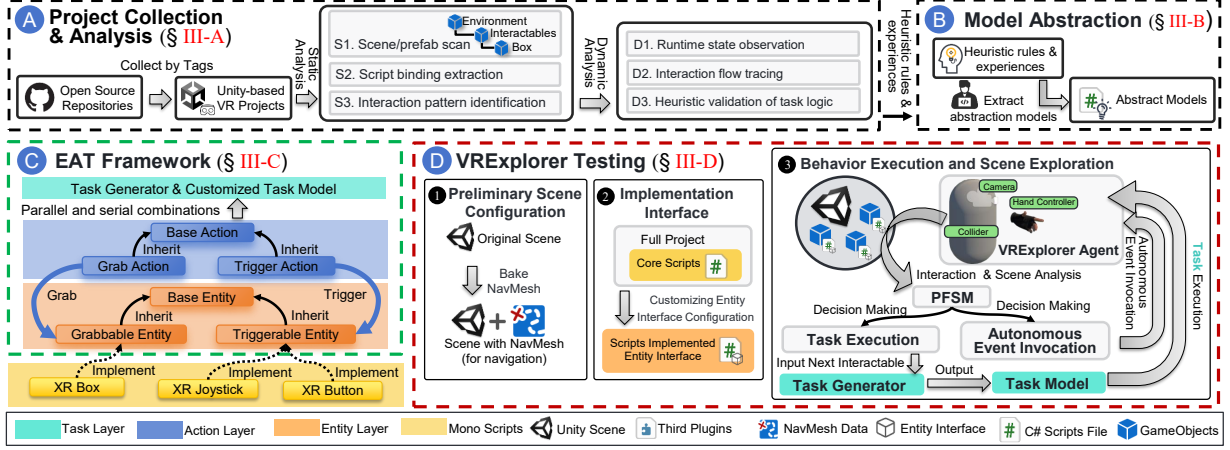 A Project Collection
& Analysis (§ III-A)
Collect by Tags
Open Source
Repositories
Unity-based
VR Projects
Static
Analysis
S1. Scene/prefab scan
Environment
Interactables
Box
S2. Script binding extraction
S3. Interaction pattern identification
Dynamic
Analysis
D1. Runtime state observation
D2. Interaction flow tracing
D3. Heuristic validation of task logic
Heuristic rules &
experiences
B Model Abstraction (§ III-B)
Heuristic rules
& experiences
Extract
abstraction models
# Abstract Models
C EAT Framework (§ III-C)
Task Generator & Customized Task Model
Parallel and serial combinations
Base Action
Inherit
Inherit
Grab Action
Trigger Action
Grab
Trigger
Base Entity
Inherit
Inherit
Grabbable Entity
Triggerable Entity
Implement
Implement
Implement
XR Box
XR Joystick
XR Button
D VRExplorer Testing (§ III-D)
1 Preliminary Scene
Configuration
Original Scene
Bake
NavMesh
+
Scene with NavMesh
(for navigation)
2 Implementation
Interface
Full Project
Core Scripts #
Customizing Entity
Interface Configuration
Scripts Implemented
Entity Interface
#
3 Behavior Execution and Scene Exploration
#
#
#
Camera
Hand Controller
Collider
VRExplorer Agent
Interaction & Scene Analysis
PFSM
Decision Making
Decision Making
Task Execution
Autonomous
Event Invocation
Input Next Interactable
Task Generator
Output
Task Model
Autonomous
Event Invocation
Task Execution
Task Layer
Action Layer
Entity Layer
Mono Scripts
Unity Scene
Third Plugins
NavMesh Data
Entity Interface
# C# Scripts File
GameObjects